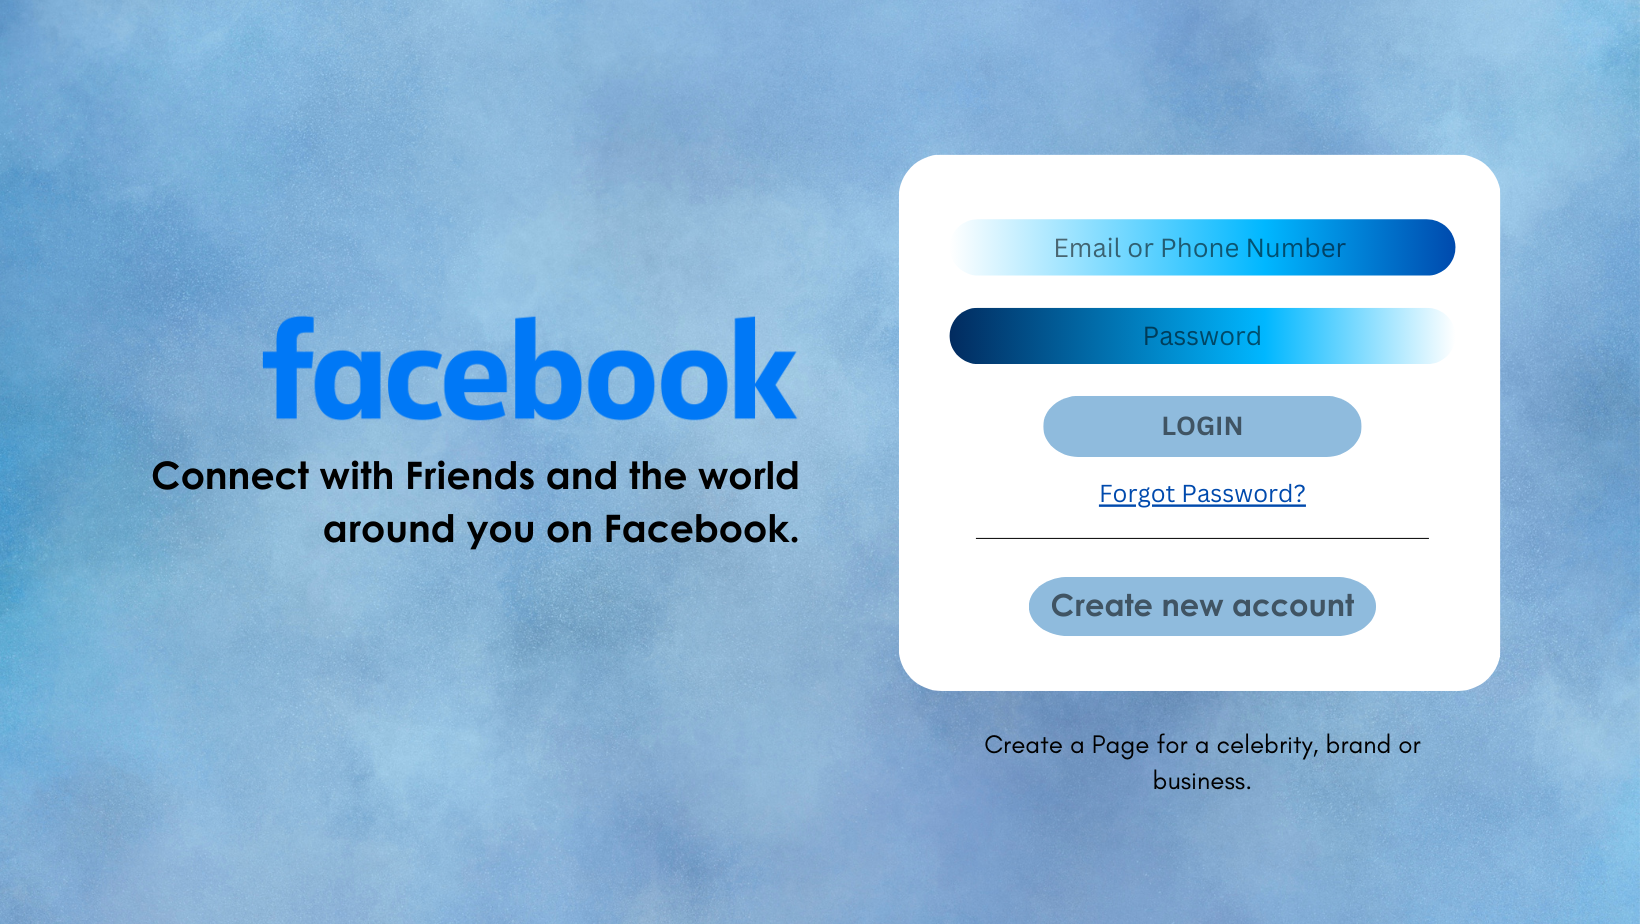 facebook
Connect with Friends and the world
around you on Facebook.
Email or Phone Number
Password
LOGIN
Forgot Password?
Create new account
Create a Page for a celebrity, brand or
business.